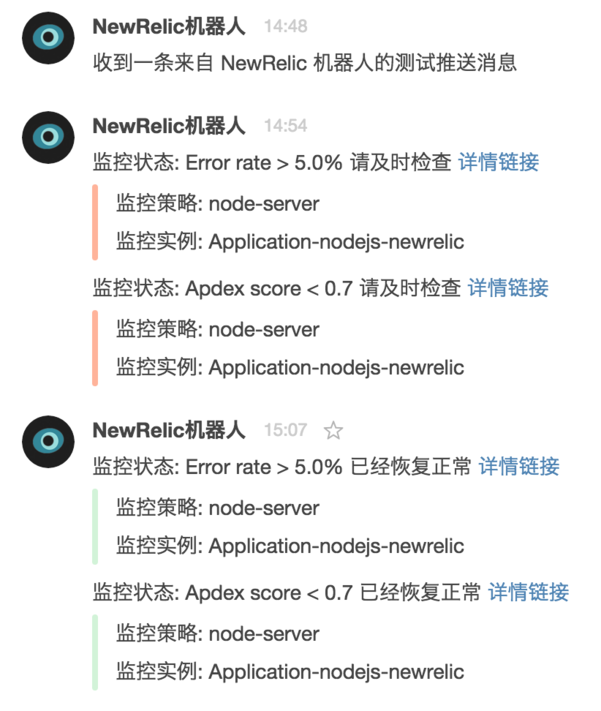 NewRelic机器人 14:48
收到一条来自 NewRelic 机器人的测试推送消息
NewRelic机器人 14:54
监控状态: Error rate > 5.0% 请及时检查 详情链接
监控策略: node-server
监控实例: Application-nodejs-newrelic
监控状态: Apdex score < 0.7 请及时检查 详情链接
监控策略: node-server
监控实例: Application-nodejs-newrelic
NewRelic机器人 15:07
监控状态: Error rate > 5.0% 已经恢复正常 详情链接
监控策略: node-server
监控实例: Application-nodejs-newrelic
监控状态: Apdex score < 0.7 已经恢复正常 详情链接
监控策略: node-server
监控实例: Application-nodejs-newrelic